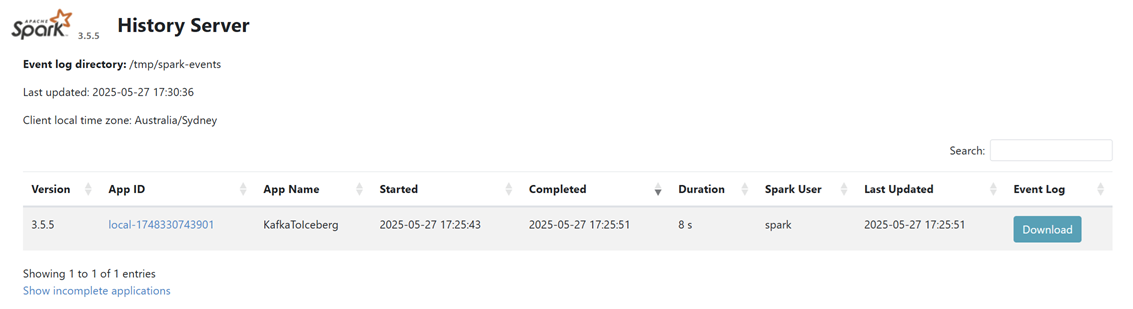 APACHE
Spark 3.5.5 History Server
Event log directory: /tmp/spark-events
Last updated: 2025-05-27 17:30:36
Client local time zone: Australia/Sydney
Search:
Version App ID App Name Started Completed Duration Spark User Last Updated Event Log
3.5.5 local-1748330743901 KafkaToIceberg 2025-05-27 17:25:43 2025-05-27 17:25:51 8 s spark 2025-05-27 17:25:51 Download
Showing 1 to 1 of 1 entries
Show incomplete applications